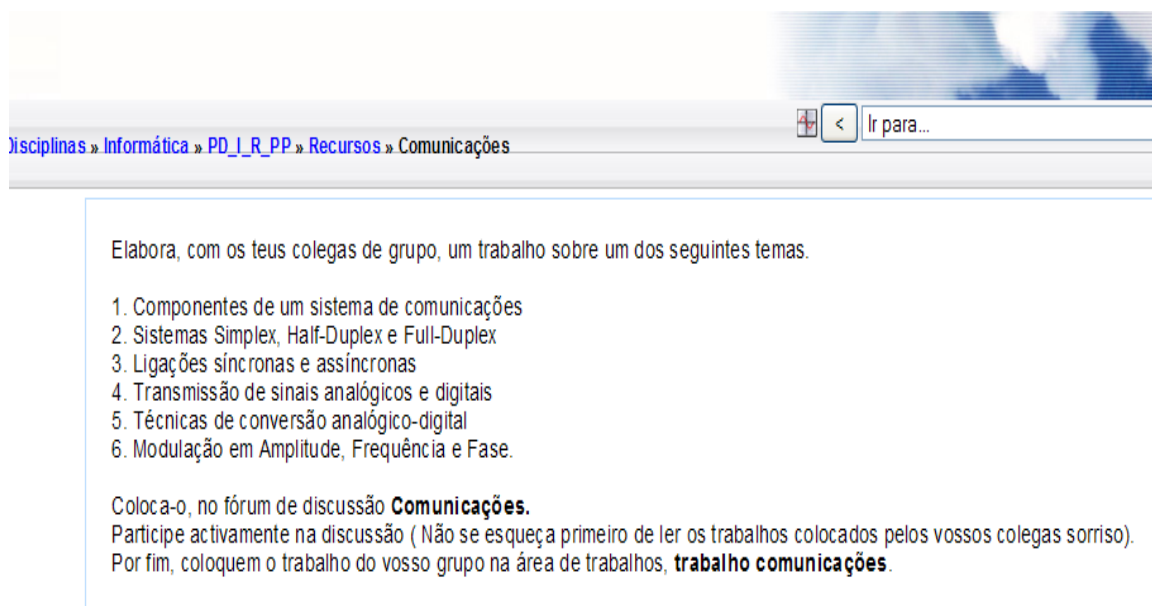 < Ir para...
Disciplinas » Informática » PD_I_R_PP » Recursos » Comunicações
Elabora, com os teus colegas de grupo, um trabalho sobre um dos seguintes temas.
1. Componentes de um sistema de comunicações
2. Sistemas Simplex, Half-Duplex e Full-Duplex
3. Ligações síncronas e assíncronas
4. Transmissão de sinais analógicos e digitais
5. Técnicas de conversão analógico-digital
6. Modulação em Amplitude, Frequência e Fase.
Coloca-o, no fórum de discussão Comunicações.
Participe activamente na discussão ( Não se esqueça primeiro de ler os trabalhos colocados pelos vossos colegas sorriso).
Por fim, coloquem o trabalho do vosso grupo na área de trabalhos, trabalho comunicações.